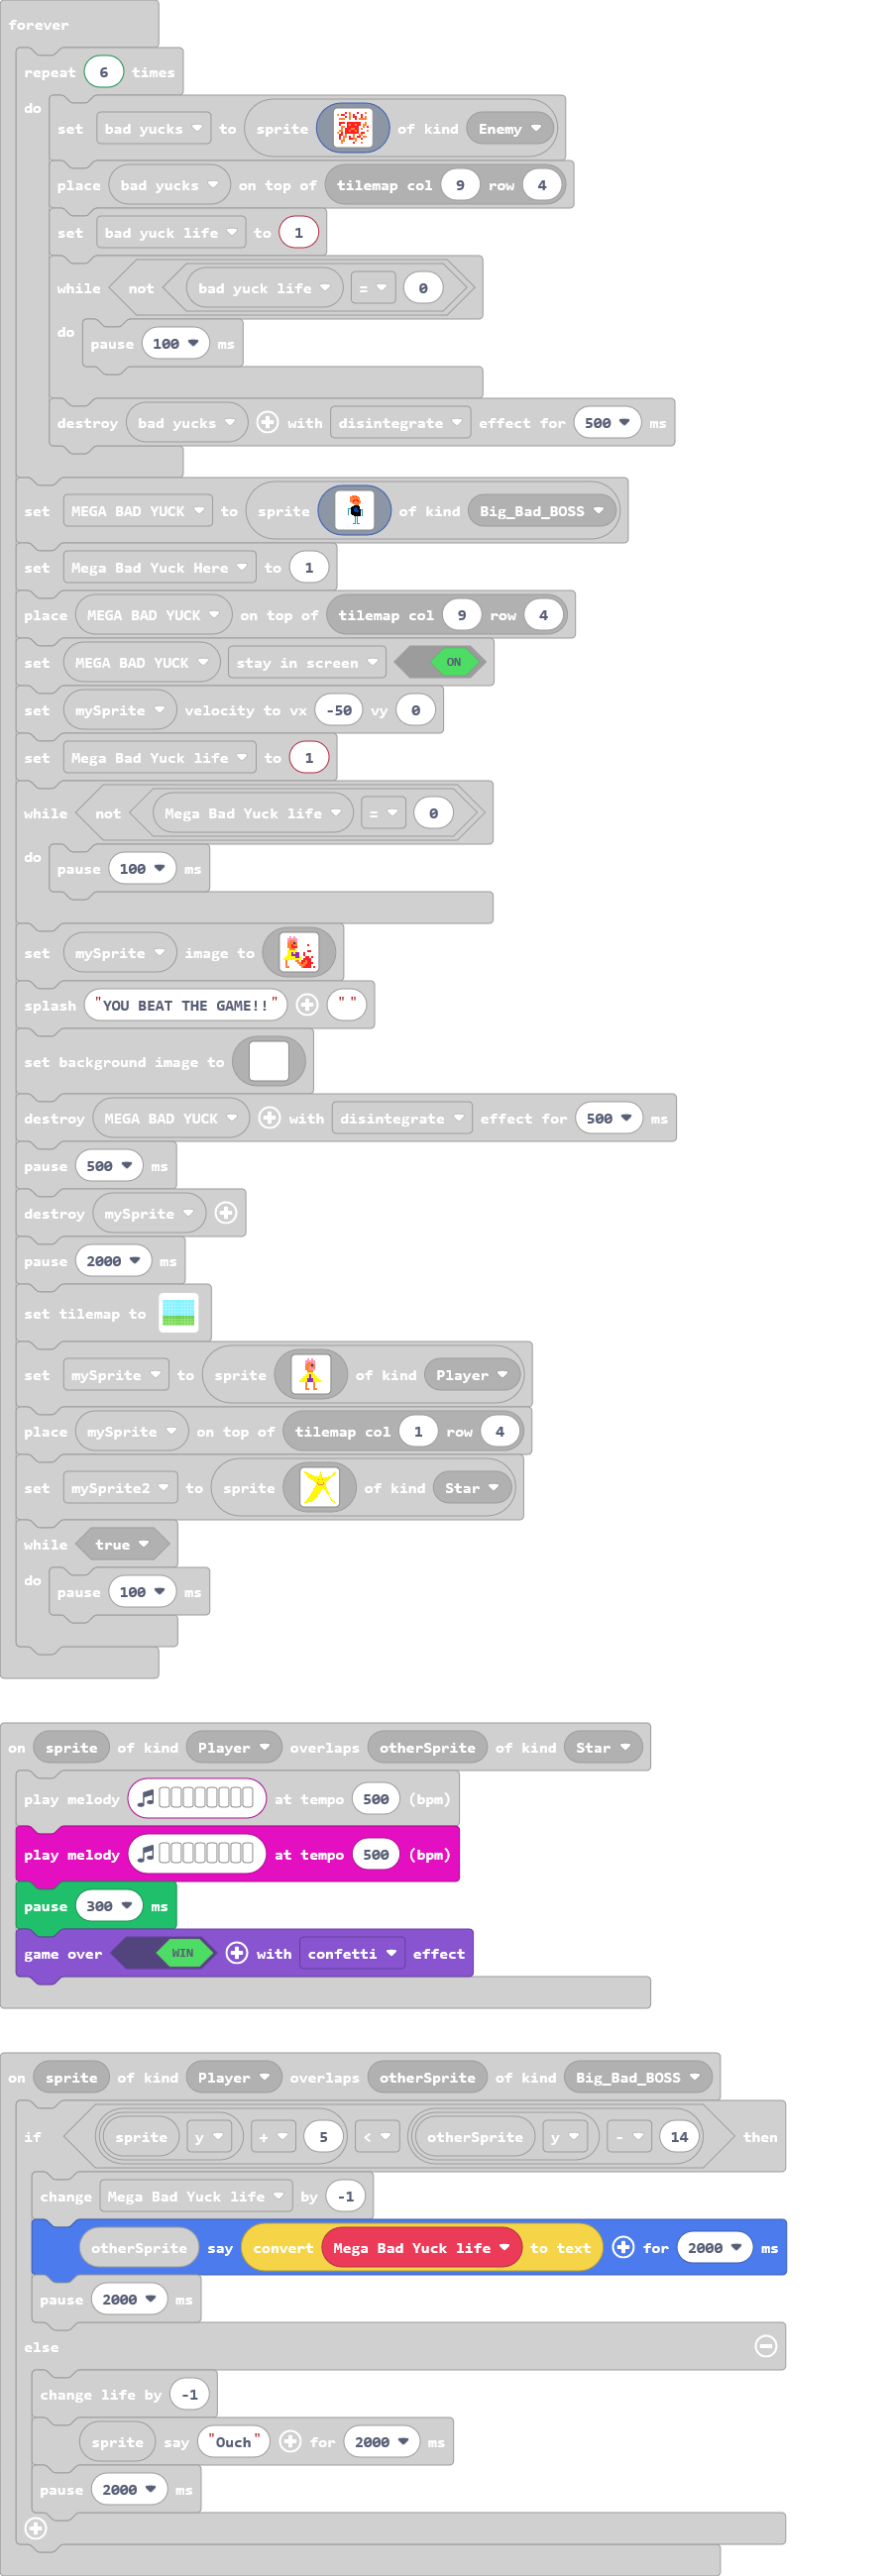 forever
repeat 6 times
do
set bad yucks to sprite of kind Enemy
place bad yucks on top of tilemap col 9 row 4
set bad yuck life to 1
while not bad yuck life = 0
do
pause 100 ms
destroy bad yucks with disintegrate effect for 500 ms
set MEGA BAD YUCK to sprite of kind Big_Bad_BOSS
set Mega Bad Yuck Here to 1
place MEGA BAD YUCK on top of tilemap col 9 row 4
set MEGA BAD YUCK stay in screen ON
set mySprite velocity to vx -50 vy 0
set Mega Bad Yuck life to 1
while not Mega Bad Yuck life = 0
do
pause 100 ms
set mySprite image to
splash "YOU BEAT THE GAME!!" " "
set background image to
destroy MEGA BAD YUCK with disintegrate effect for 500 ms
pause 500 ms
destroy mySprite
pause 2000 ms
set tilemap to
set mySprite to sprite of kind Player
place mySprite on top of tilemap col 1 row 4
set mySprite2 to sprite of kind Star
while true
do
pause 100 ms
on sprite of kind Player overlaps otherSprite of kind Star
play melody at tempo 500 (bpm)
play melody at tempo 500 (bpm)
pause 300 ms
game over WIN with confetti effect
on sprite of kind Player overlaps otherSprite of kind Big_Bad_BOSS
if sprite y + 5 < otherSprite y - 14 then
change Mega Bad Yuck life by -1
otherSprite say convert Mega Bad Yuck life to text for 2000 ms
pause 2000 ms
else
change life by -1
sprite say "Ouch" for 2000 ms
pause 2000 ms